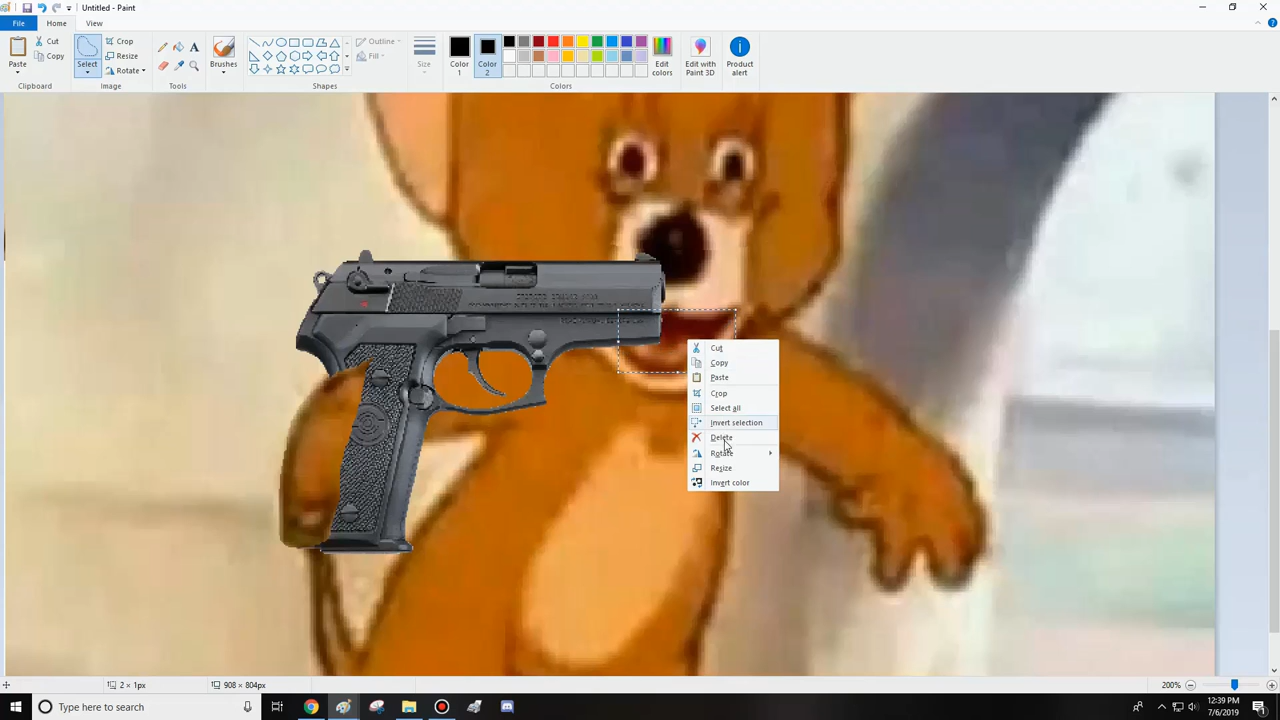 Untitled - Paint
File
Home
View
Paste
Cut
Copy
Clipboard
Select
Crop
Resize
Rotate
Image
Tools
Brushes
Shapes
Outline
Fill
Size
Color
1
Color
2
Edit
colors
Colors
Edit with
Paint 3D
Product
alert
Cut
Copy
Paste
Crop
Select all
Invert selection
Delete
Rotate
Resize
Invert color
2 × 1px
908 × 804px
200%
Type here to search
12:39 PM
7/6/2019